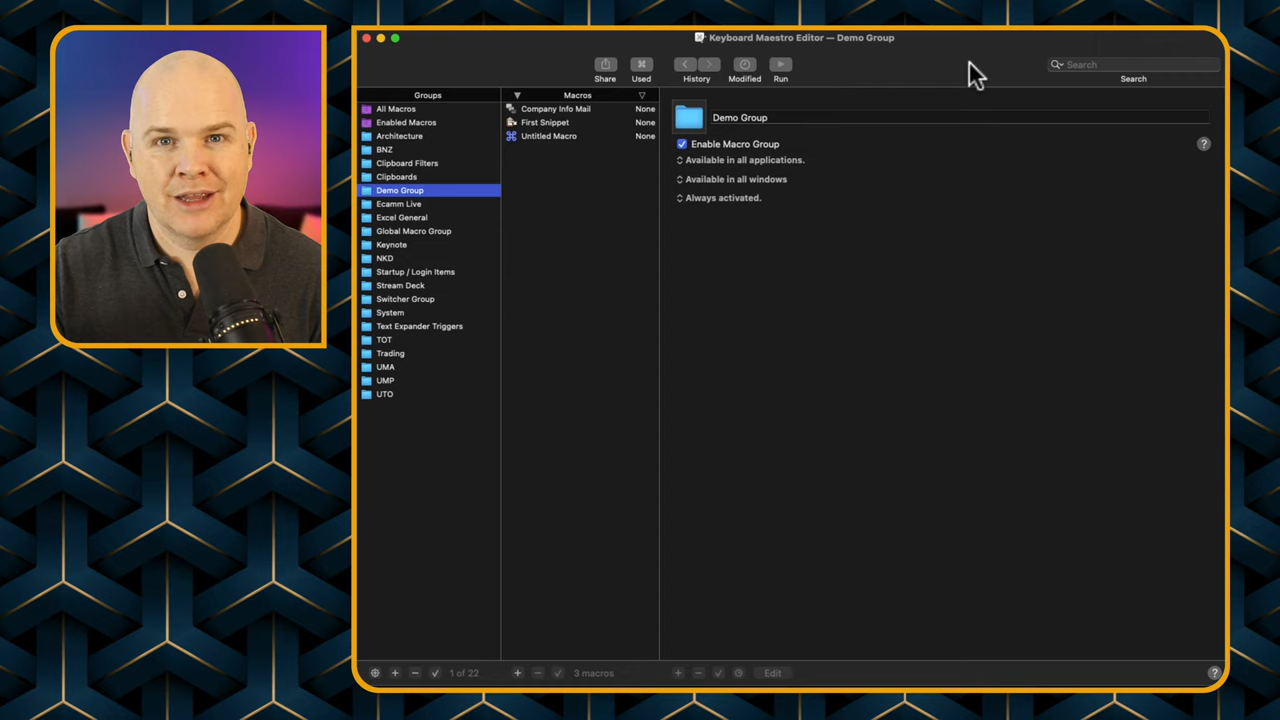 Keyboard Maestro Editor — Demo Group
Share
Used
History
Modified
Run
Search
Search
Groups
All Macros
Enabled Macros
Architecture
BNZ
Clipboard Filters
Clipboards
Demo Group
Ecamm Live
Excel General
Global Macro Group
Keynote
NKD
Startup / Login Items
Stream Deck
Switcher Group
System
Text Expander Triggers
TOT
Trading
UMA
UMP
UTO
1 of 22
Macros
Company Info Mail None
First Snippet None
Untitled Macro None
3 macros
Demo Group
Enable Macro Group
?
Available in all applications.
Available in all windows
Always activated.
Edit
?